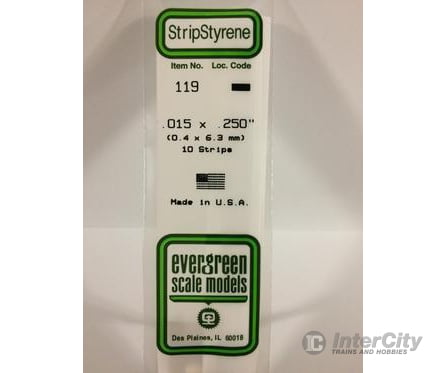 StripStyrene
Item No. Loc. Code
119
.015 x .250"
(0.4 x 6.3 mm)
10 Strips
Made in U.S.A.
evergreen
scale models
Des Plaines, IL 60018
InterCity
TRAINS AND HOBBIES